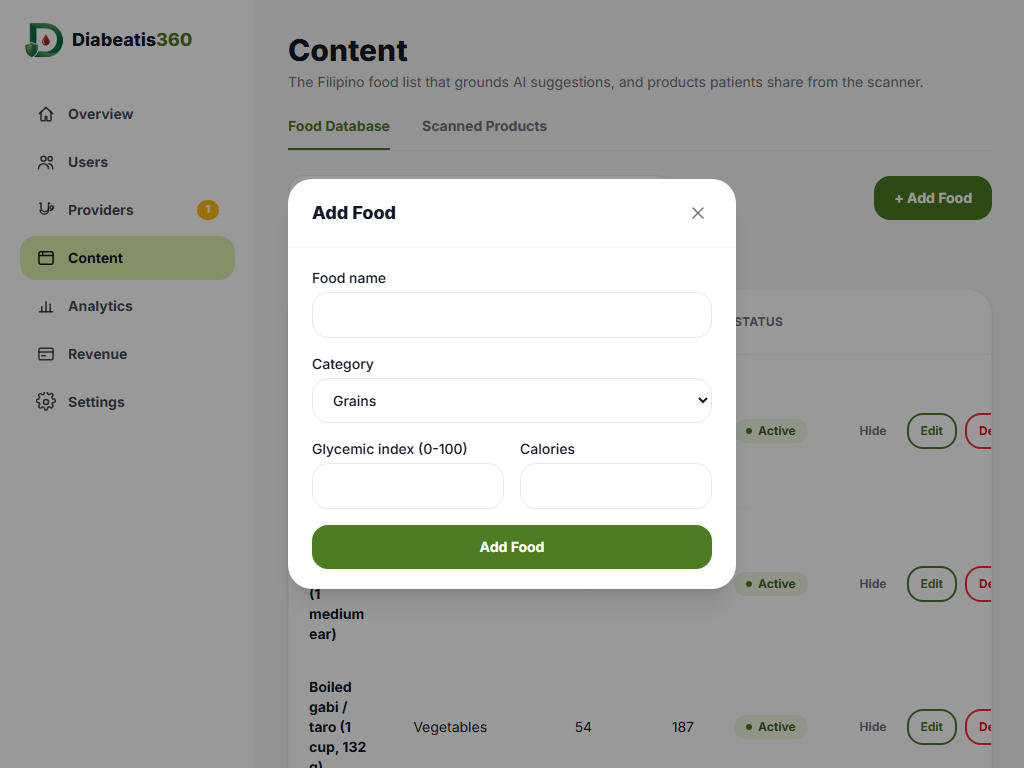 Diabeatis360
Overview
Users
Providers
1
Content
Analytics
Revenue
Settings
Content
The Filipino food list that grounds AI suggestions, and products patients share from the scanner.
Food Database
Scanned Products
+ Add Food
Add Food
Food name
Category
Grains
Glycemic index (0-100)
Calories
Add Food
STATUS
Active
Hide
Edit
De
(1
medium
ear)
Active
Hide
Edit
De
Boiled
gabi /
taro (1
cup, 132
g)
Vegetables
54
187
Active
Hide
Edit
De